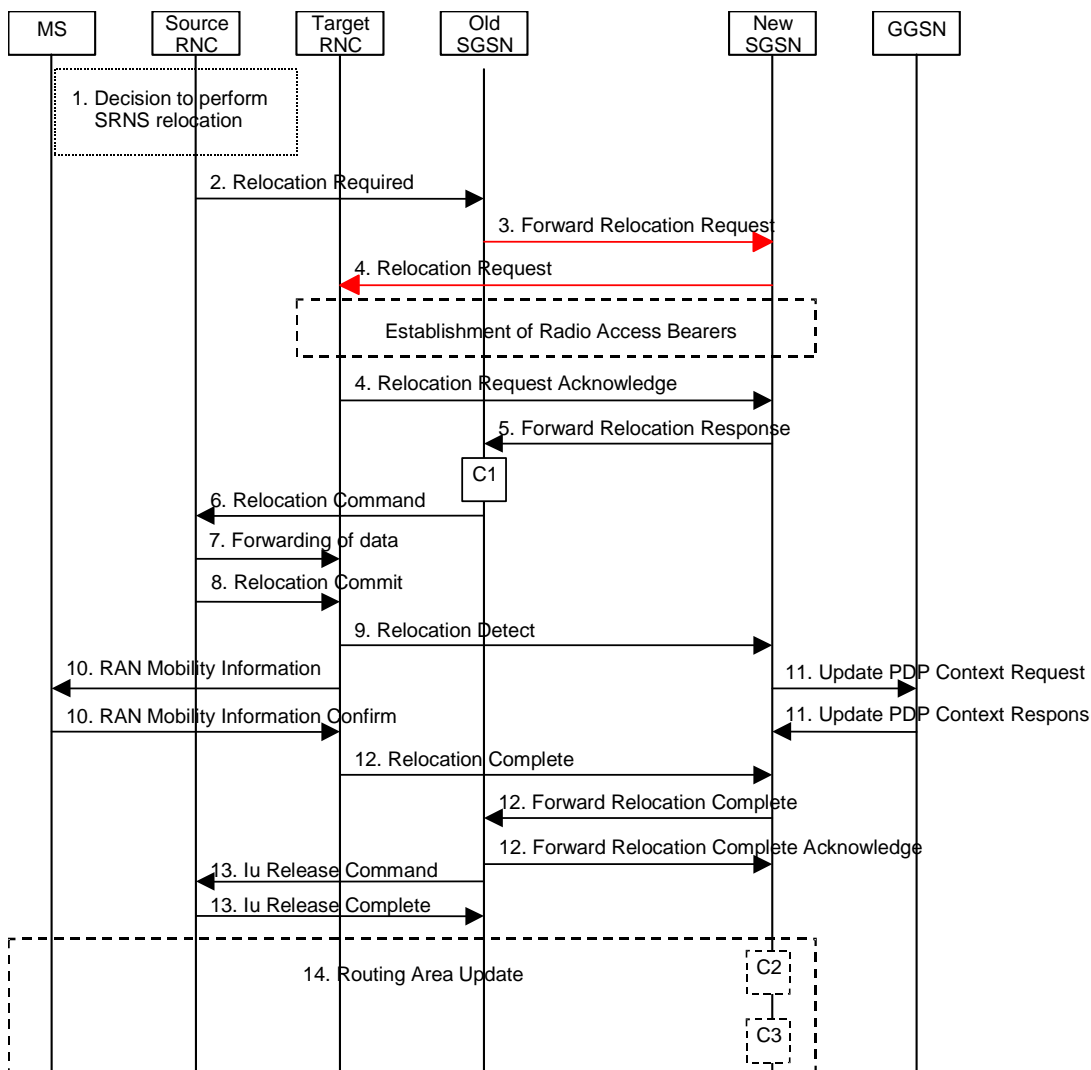 MS
Source
RNC
Target
RNC
Old
SGSN
New
SGSN
GGSN
1. Decision to perform
SRNS relocation
2. Relocation Required
3. Forward Relocation Request
4. Relocation Request
Establishment of Radio Access Bearers
4. Relocation Request Acknowledge
5. Forward Relocation Response
C1
6. Relocation Command
7. Forwarding of data
8. Relocation Commit
9. Relocation Detect
10. RAN Mobility Information
11. Update PDP Context Request
10. RAN Mobility Information Confirm
11. Update PDP Context Respons
12. Relocation Complete
12. Forward Relocation Complete
12. Forward Relocation Complete Acknowledge
13. Iu Release Command
13. Iu Release Complete
14. Routing Area Update
C2
C3